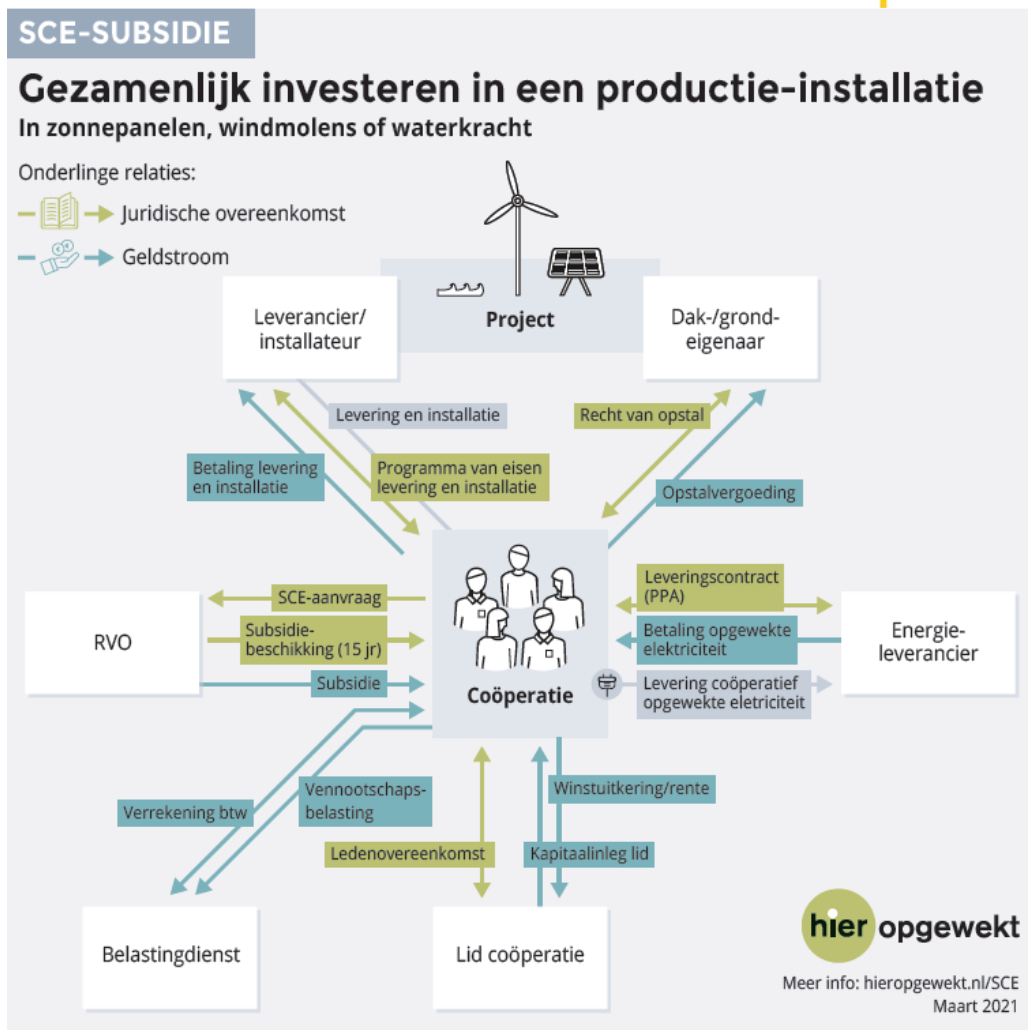 SCE-SUBSIDIE
Gezamenlijk investeren in een productie-installatie
In zonnepanelen, windmolens of waterkracht
Onderlinge relaties:
Juridische overeenkomst
Geldstroom
Leverancier/
installateur
Project
Dak-/grond-
eigenaar
Levering en installatie
Recht van opstal
Betaling levering
en installatie
Programma van eisen
levering en installatie
Opstalvergoeding
RVO
SCE-aanvraag
Subsidie-
beschikking (15 jr)
Subsidie
Coöperatie
Leveringscontract
(PPA)
Betaling opgewekte
elektriciteit
Levering coöperatief
opgewekte eletriciteit
Energie-
leverancier
Verrekening btw
Vennootschaps-
belasting
Winstuitkering/rente
Ledenovereenkomst
Kapitaalinleg lid
Belastingdienst
Lid coöperatie
hier opgewekt
Meer info: hieropgewekt.nl/SCE
Maart 2021